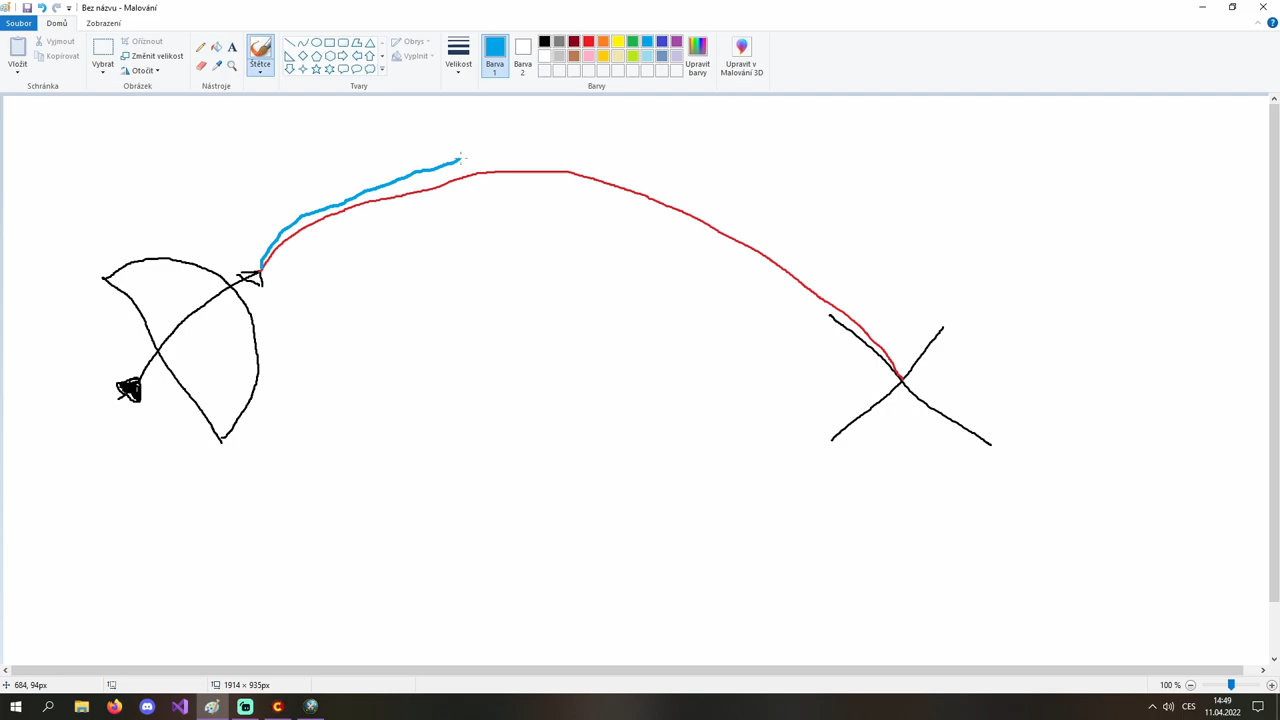 Bez názvu - Malování
Soubor Domů Zobrazení
Vložit
Vyjmout
Kopírovat
Schránka
Vybrat
Oříznout
Změnit velikost
Otočit
Obrázek
A
Nástroje
Štětce
Obrys
Vyplnit
Tvary
Velikost
Barva
1
Barva
2
Upravit
barvy
Barvy
Upravit v
Malování 3D
684, 94px
1914 × 935px
100 %
CES
14:49
11.04.2022